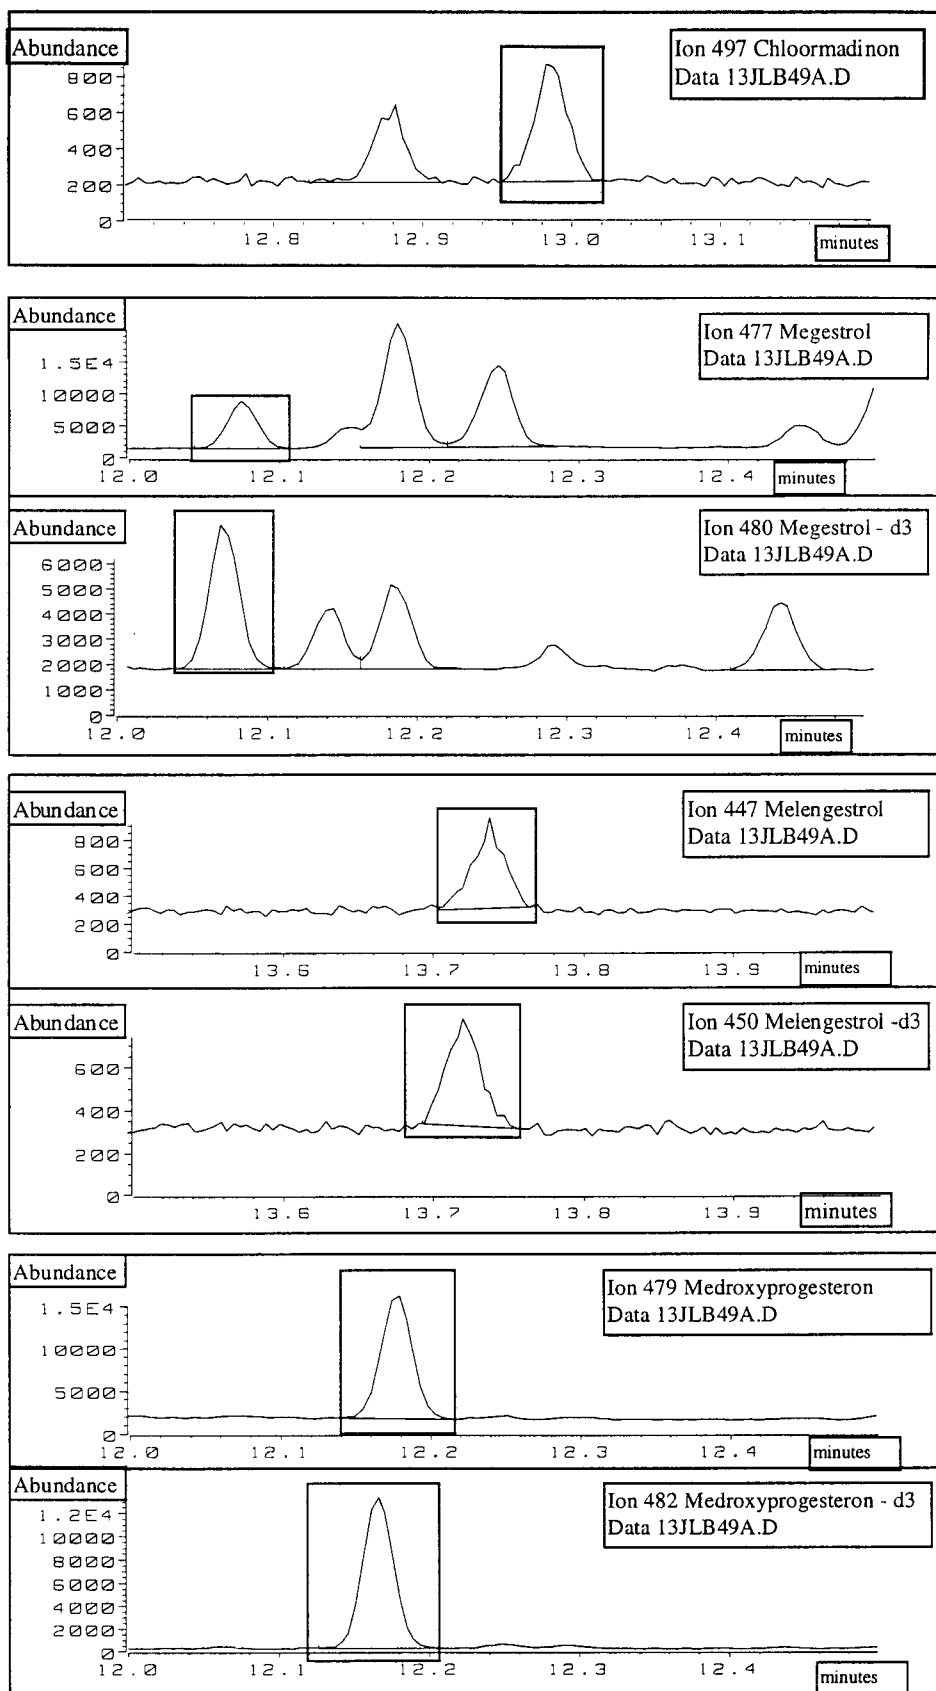 Abundance
Ion 497 Chloormadinon
Data 13JLB49A.D
800
600
400
200
0
12.8 12.9 13.0 13.1 minutes
Abundance
Ion 477 Megestrol
Data 13JLB49A.D
1.5E4
10000
5000
0
12.0 12.1 12.2 12.3 12.4 minutes
Abundance
Ion 480 Megestrol - d3
Data 13JLB49A.D
6000
5000
4000
3000
2000
1000
0
12.0 12.1 12.2 12.3 12.4 minutes
Abundance
Ion 447 Melengestrol
Data 13JLB49A.D
800
600
400
200
0
13.6 13.7 13.8 13.9 minutes
Abundance
Ion 450 Melengestrol -d3
Data 13JLB49A.D
600
400
200
0
13.6 13.7 13.8 13.9 minutes
Abundance
Ion 479 Medroxyprogesteron
Data 13JLB49A.D
1.5E4
10000
5000
0
12.0 12.1 12.2 12.3 12.4 minutes
Abundance
Ion 482 Medroxyprogesteron - d3
Data 13JLB49A.D
1.2E4
10000
8000
6000
4000
2000
0
12.0 12.1 12.2 12.3 12.4 minutes